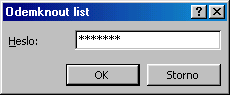 Odemknout list
Heslo: *******
OK Storno